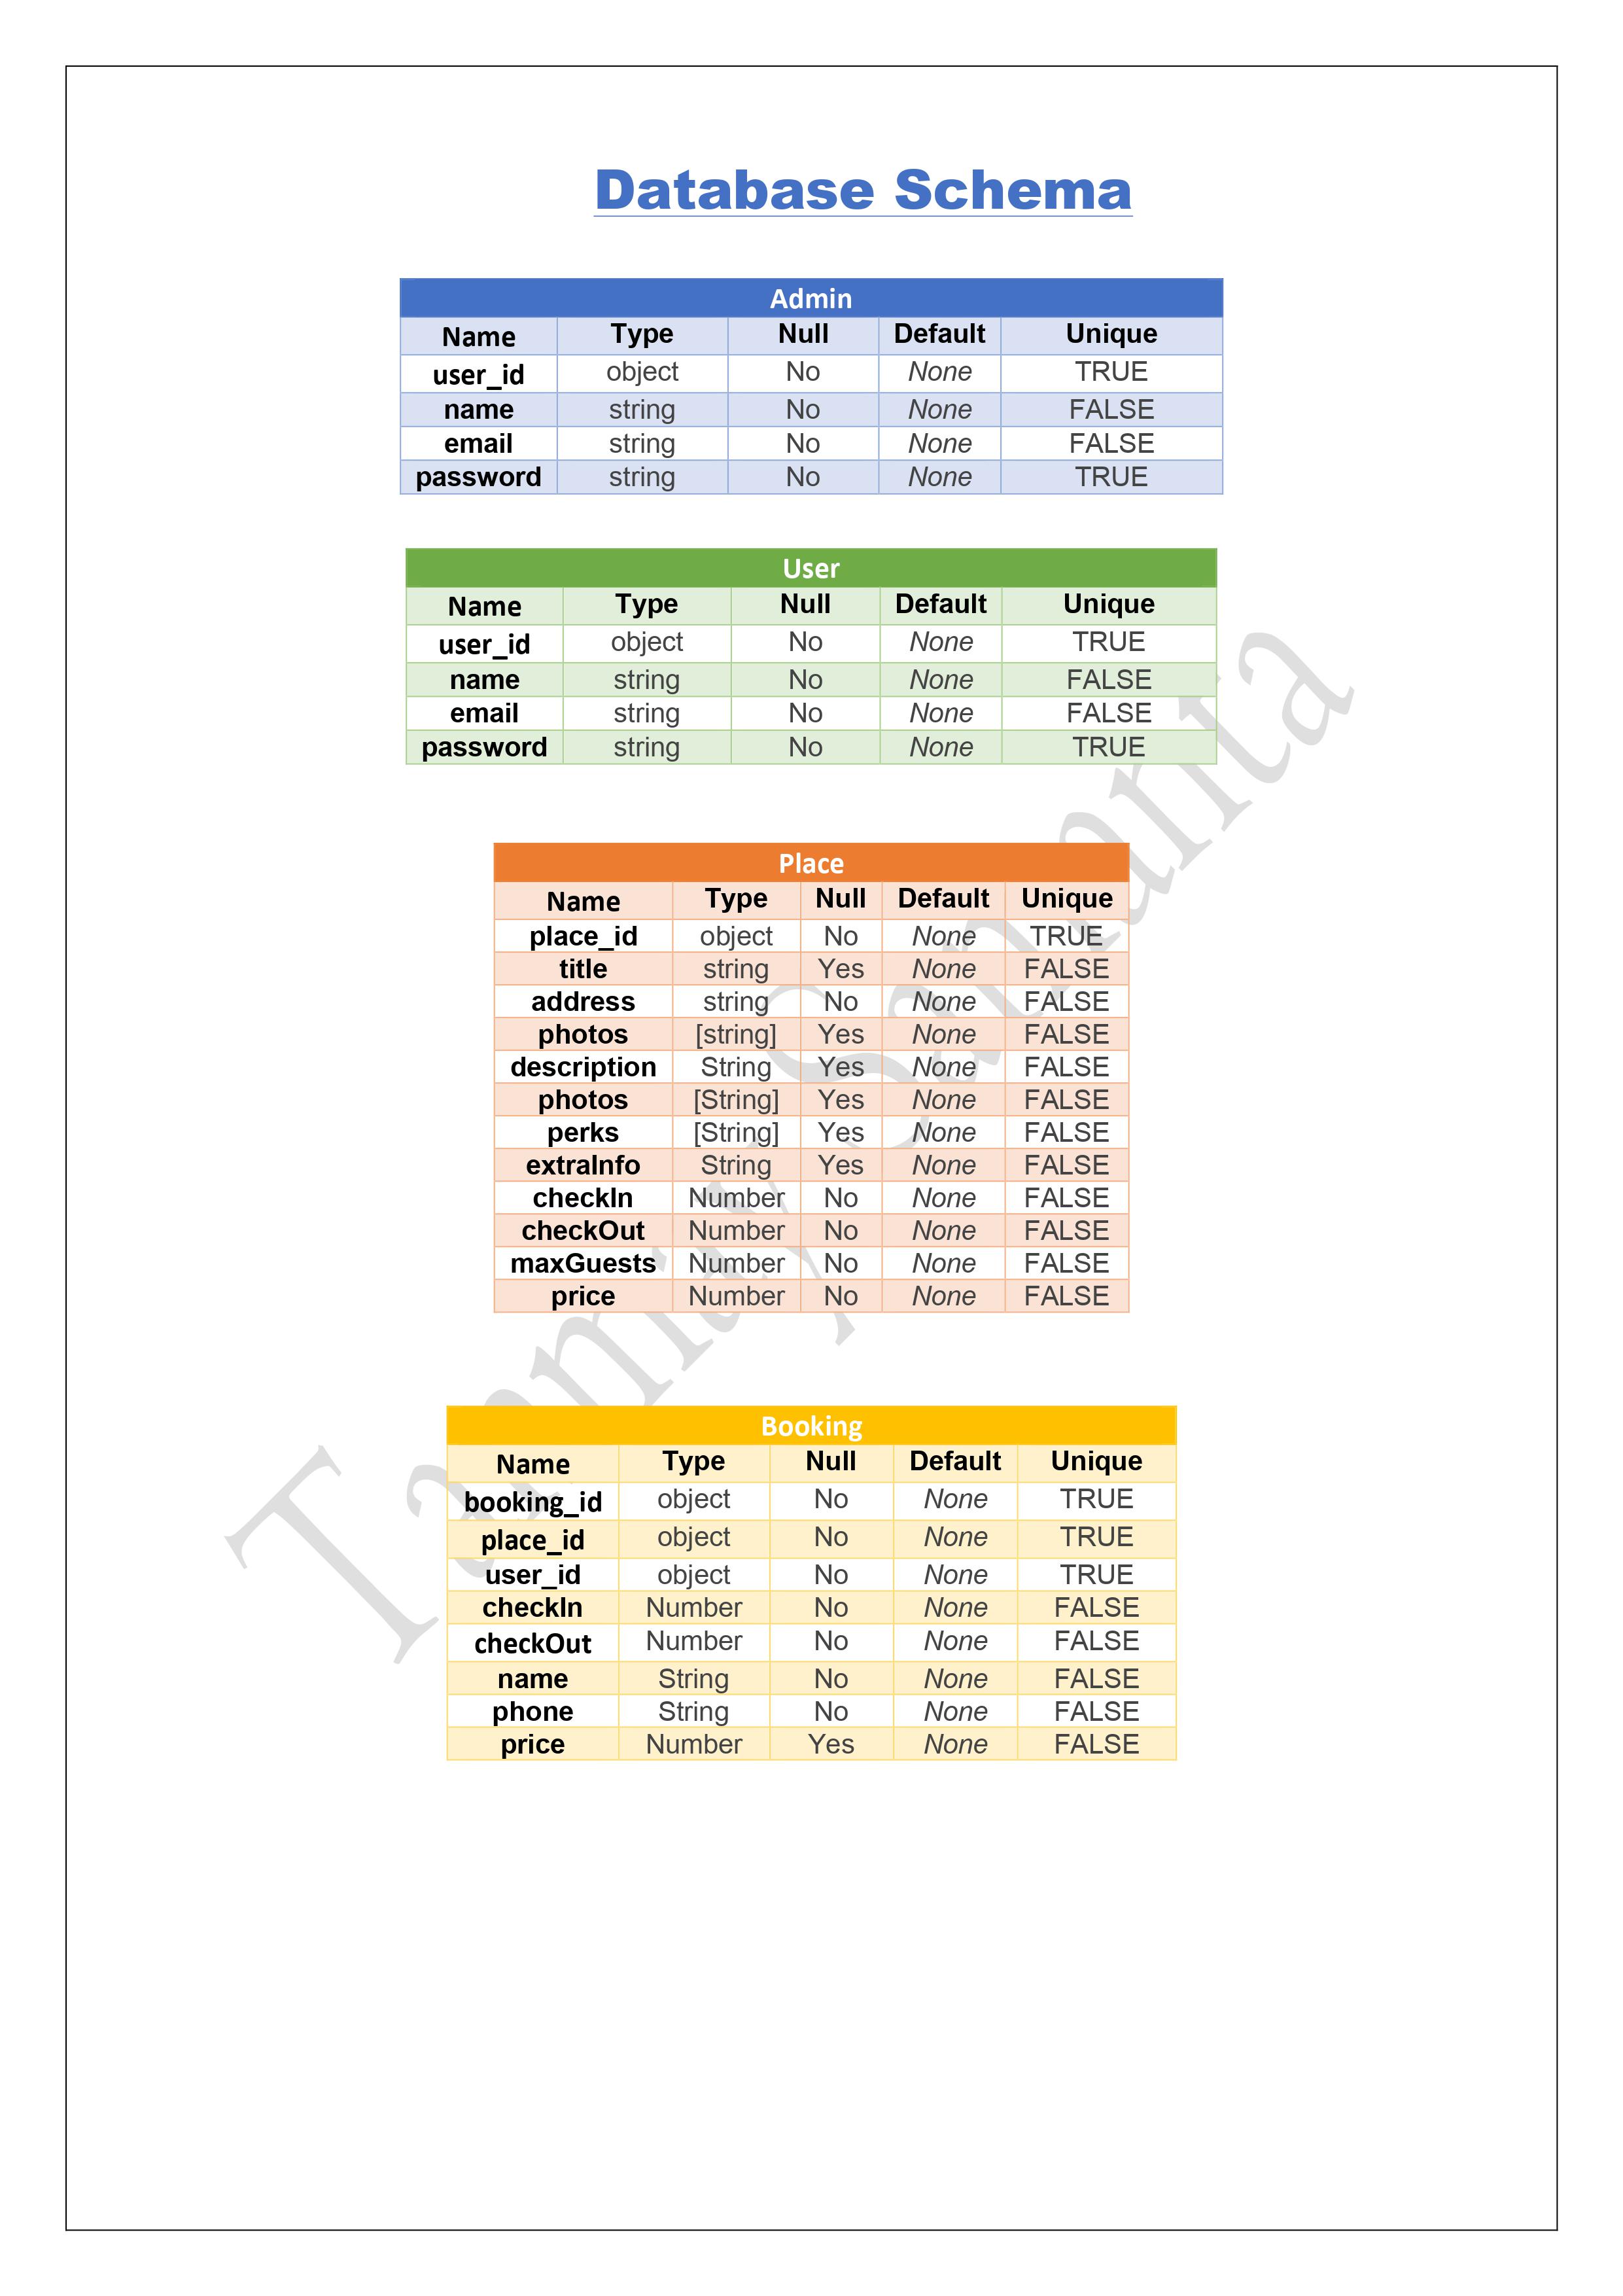 Database Schema
Admin
Name Type Null Default Unique
user_id object No None TRUE
name string No None FALSE
email string No None FALSE
password string No None TRUE
User
Name Type Null Default Unique
user_id object No None TRUE
name string No None FALSE
email string No None FALSE
password string No None TRUE
Place
Name Type Null Default Unique
place_id object No None TRUE
title string Yes None FALSE
address string No None FALSE
photos [string] Yes None FALSE
description String Yes None FALSE
photos [String] Yes None FALSE
perks [String] Yes None FALSE
extraInfo String Yes None FALSE
checkIn Number No None FALSE
checkOut Number No None FALSE
maxGuests Number No None FALSE
price Number No None FALSE
Booking
Name Type Null Default Unique
booking_id object No None TRUE
place_id object No None TRUE
user_id object No None TRUE
checkIn Number No None FALSE
checkOut Number No None FALSE
name String No None FALSE
phone String No None FALSE
price Number Yes None FALSE